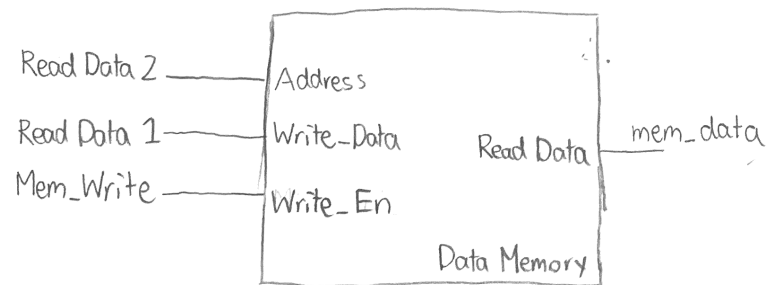 Read Data 2
Address
Read Data 1
Write_Data
Read Data
mem_data
Mem_Write
Write_En
Data Memory